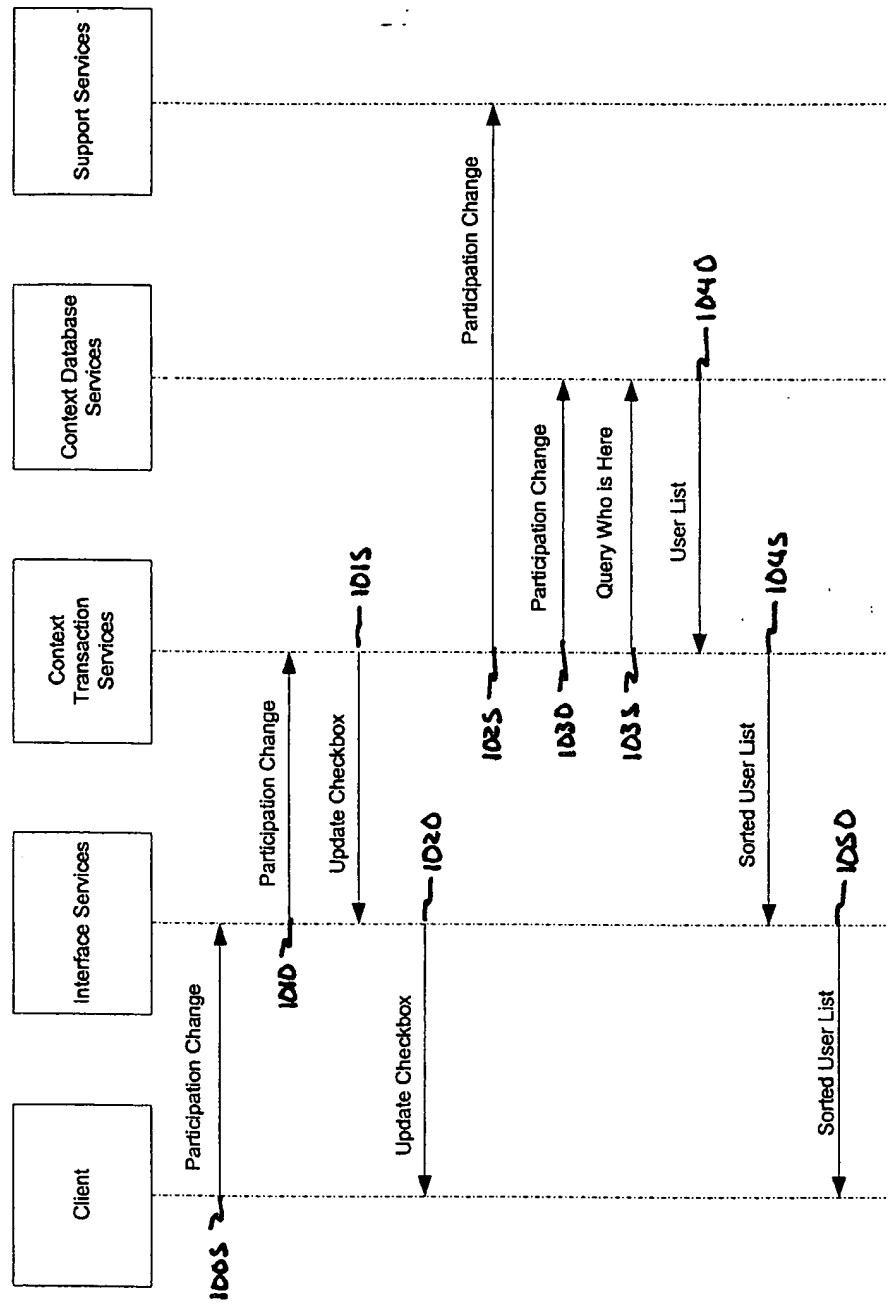 Client
Interface Services
Context
Transaction
Services
Context Database
Services
Support Services
1005
Participation Change
1010
Participation Change
Update Checkbox
1015
Update Checkbox
1020
1025
Participation Change
1030
Participation Change
1035
Query Who is Here
User List
1040
Sorted User List
1045
Sorted User List
1050